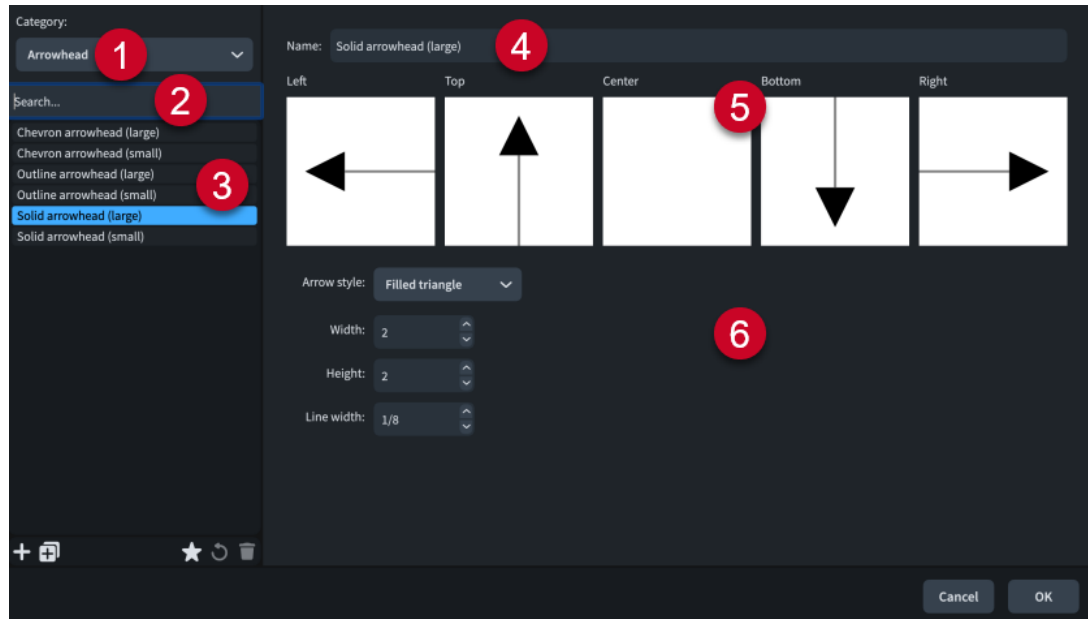 Category:
Arrowhead
1
Search...
2
Chevron arrowhead (large)
Chevron arrowhead (small)
Outline arrowhead (large)
Outline arrowhead (small)
Solid arrowhead (large)
Solid arrowhead (small)
3
Name: Solid arrowhead (large)
4
Left Top Center Bottom Right
5
Arrow style: Filled triangle
Width: 2
Height: 2
Line width: 1/8
6
Cancel OK